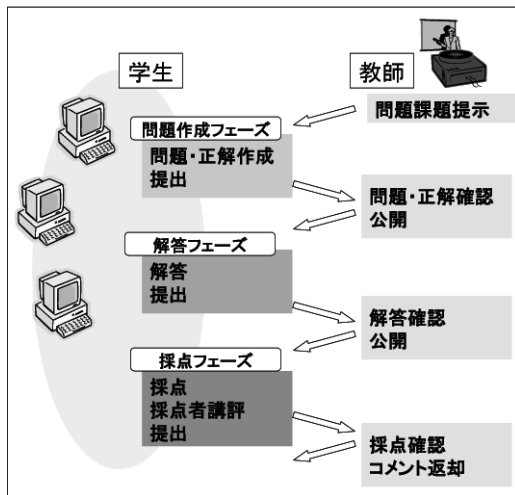 学生
教師
問題課題提示
問題作成フェーズ
問題・正解作成
提出
問題・正解確認
公開
解答フェーズ
解答
提出
解答確認
公開
採点フェーズ
採点
採点者講評
提出
採点確認
コメント返却